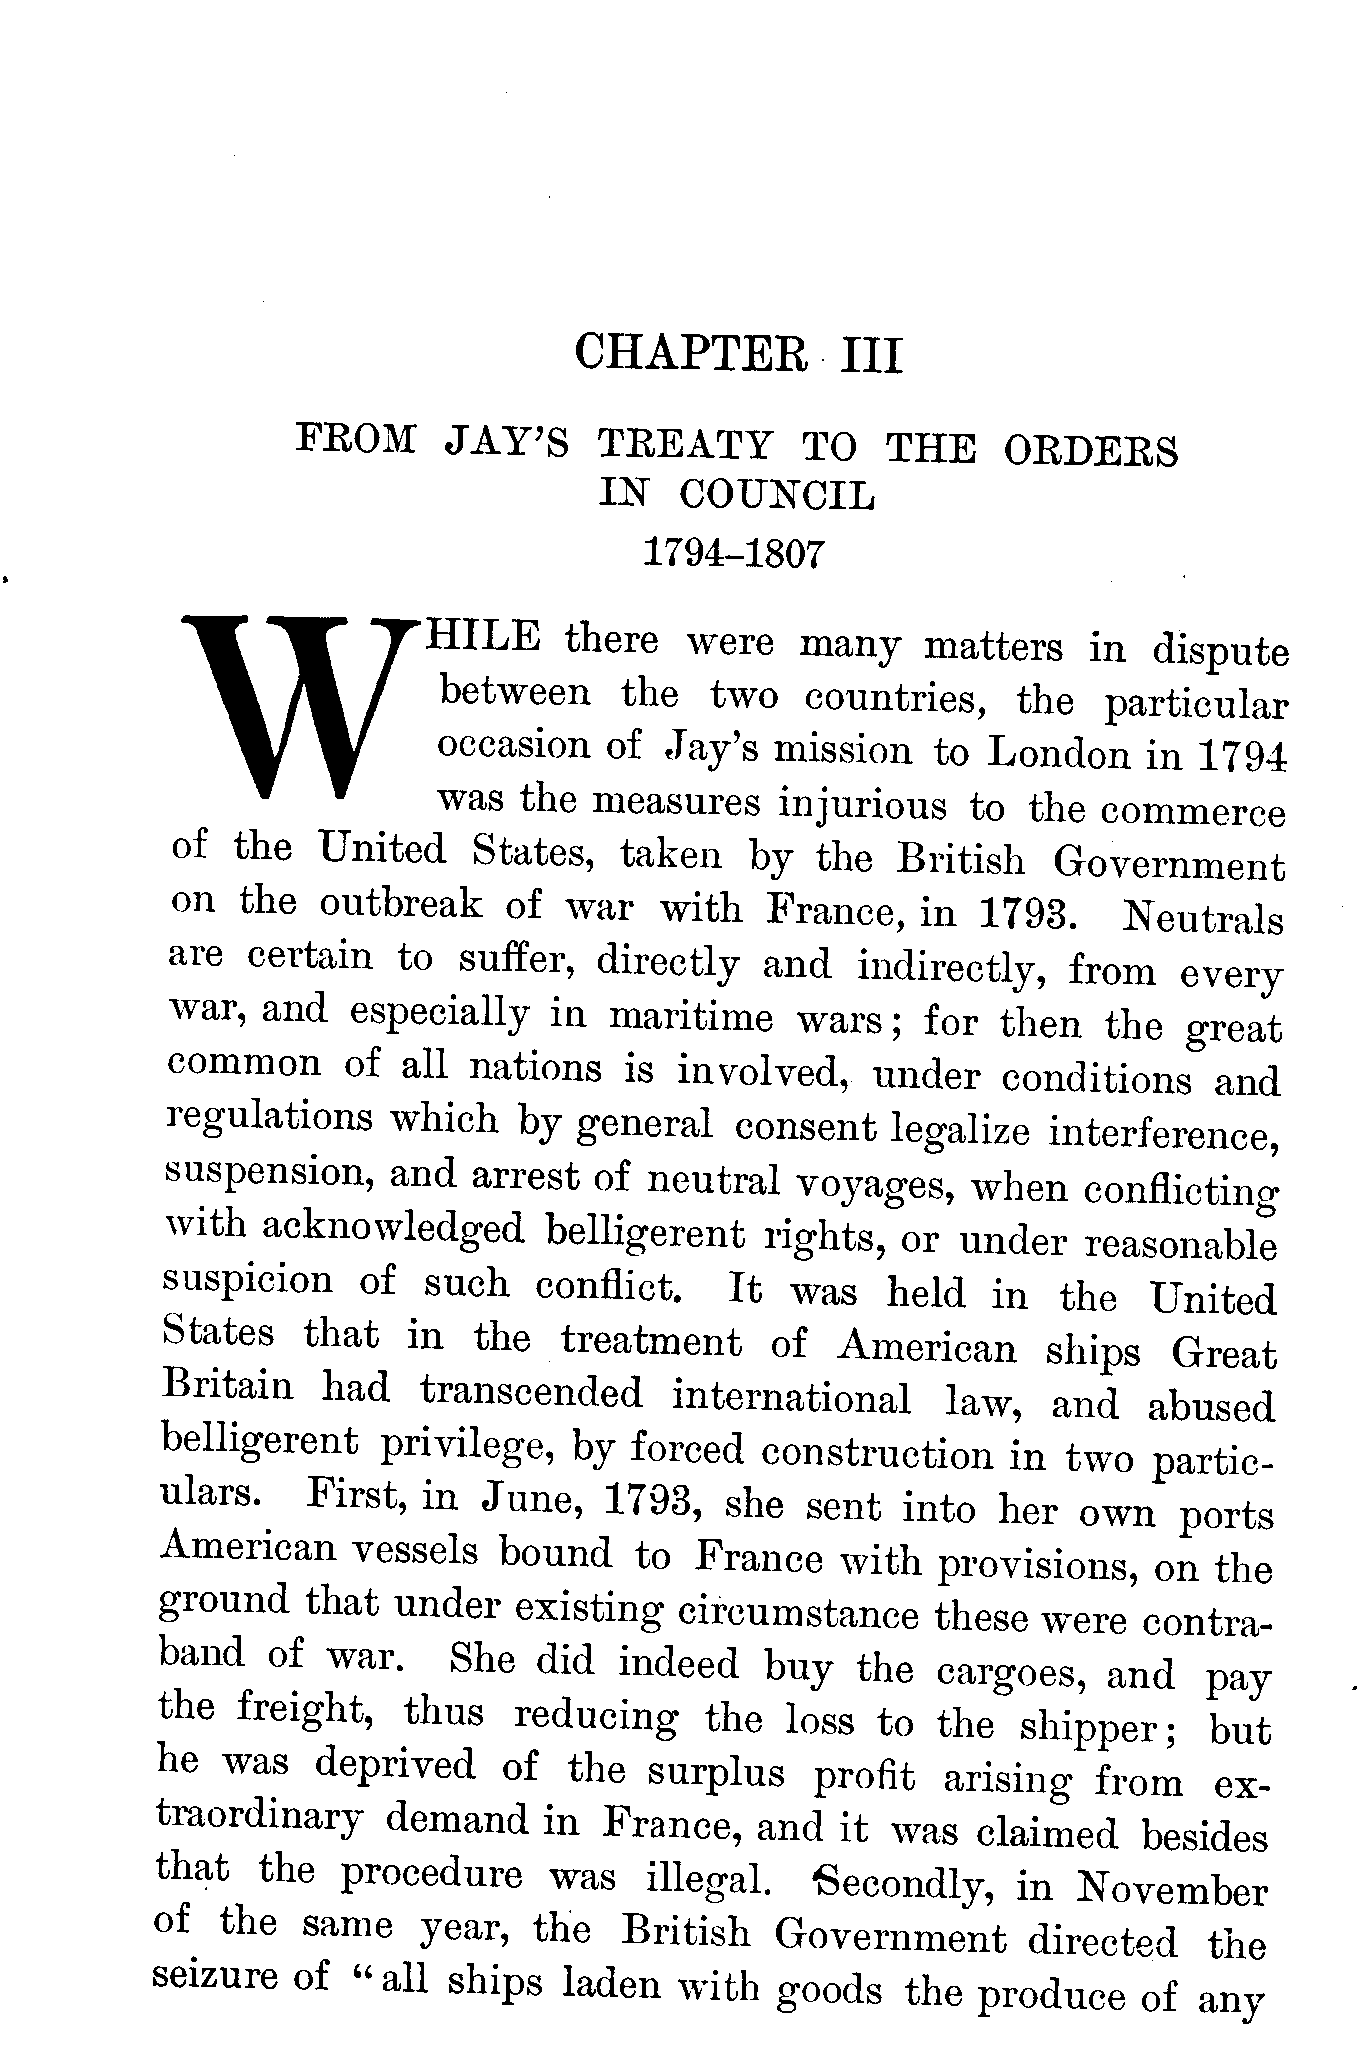 CHAPTER III
FROM JAY'S TREATY TO THE ORDERS
IN COUNCIL
1794–1807
WHILE there were many matters in dispute
between the two countries, the particular
occasion of Jay's mission to London in 1794
was the measures injurious to the commerce
of the United States, taken by the British Government
on the outbreak of war with France, in 1793. Neutrals
are certain to suffer, directly and indirectly, from every
war, and especially in maritime wars; for then the great
common of all nations is involved, under conditions and
regulations which by general consent legalize interference,
suspension, and arrest of neutral voyages, when conflicting
with acknowledged belligerent rights, or under reasonable
suspicion of such conflict. It was held in the United
States that in the treatment of American ships Great
Britain had transcended international law, and abused
belligerent privilege, by forced construction in two partic-
ulars. First, in June, 1793, she sent into her own ports
American vessels bound to France with provisions, on the
ground that under existing circumstance these were contra-
band of war. She did indeed buy the cargoes, and pay
the freight, thus reducing the loss to the shipper; but
he was deprived of the surplus profit arising from ex-
traordinary demand in France, and it was claimed besides
that the procedure was illegal. Secondly, in November
of the same year, the British Government directed the
seizure of "all ships laden with goods the produce of any